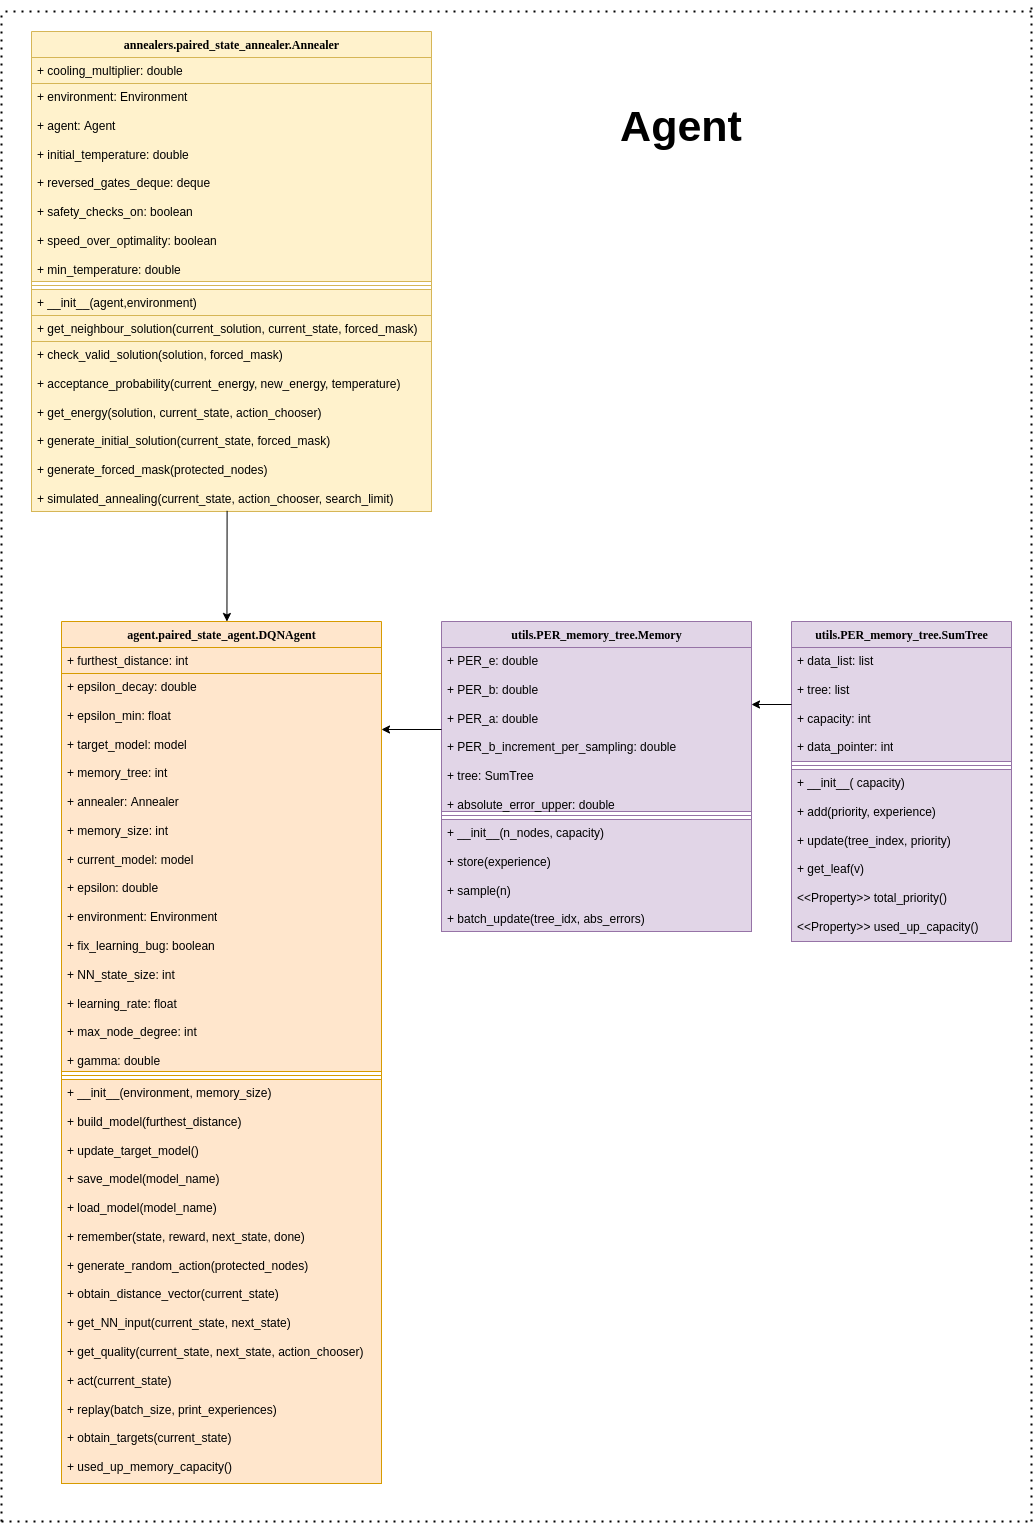 Agent
annealers.paired_state_annealer.Annealer
+ cooling_multiplier: double
+ environment: Environment
+ agent: Agent
+ initial_temperature: double
+ reversed_gates_deque: deque
+ safety_checks_on: boolean
+ speed_over_optimality: boolean
+ min_temperature: double
+ __init__(agent,environment)
+ get_neighbour_solution(current_solution, current_state, forced_mask)
+ check_valid_solution(solution, forced_mask)
+ acceptance_probability(current_energy, new_energy, temperature)
+ get_energy(solution, current_state, action_chooser)
+ generate_initial_solution(current_state, forced_mask)
+ generate_forced_mask(protected_nodes)
+ simulated_annealing(current_state, action_chooser, search_limit)
agent.paired_state_agent.DQNAgent
+ furthest_distance: int
+ epsilon_decay: double
+ epsilon_min: float
+ target_model: model
+ memory_tree: int
+ annealer: Annealer
+ memory_size: int
+ current_model: model
+ epsilon: double
+ environment: Environment
+ fix_learning_bug: boolean
+ NN_state_size: int
+ learning_rate: float
+ max_node_degree: int
+ gamma: double
+ __init__(environment, memory_size)
+ build_model(furthest_distance)
+ update_target_model()
+ save_model(model_name)
+ load_model(model_name)
+ remember(state, reward, next_state, done)
+ generate_random_action(protected_nodes)
+ obtain_distance_vector(current_state)
+ get_NN_input(current_state, next_state)
+ get_quality(current_state, next_state, action_chooser)
+ act(current_state)
+ replay(batch_size, print_experiences)
+ obtain_targets(current_state)
+ used_up_memory_capacity()
utils.PER_memory_tree.Memory
+ PER_e: double
+ PER_b: double
+ PER_a: double
+ PER_b_increment_per_sampling: double
+ tree: SumTree
+ absolute_error_upper: double
+ __init__(n_nodes, capacity)
+ store(experience)
+ sample(n)
+ batch_update(tree_idx, abs_errors)
utils.PER_memory_tree.SumTree
+ data_list: list
+ tree: list
+ capacity: int
+ data_pointer: int
+ __init__( capacity)
+ add(priority, experience)
+ update(tree_index, priority)
+ get_leaf(v)
<<Property>> total_priority()
<<Property>> used_up_capacity()